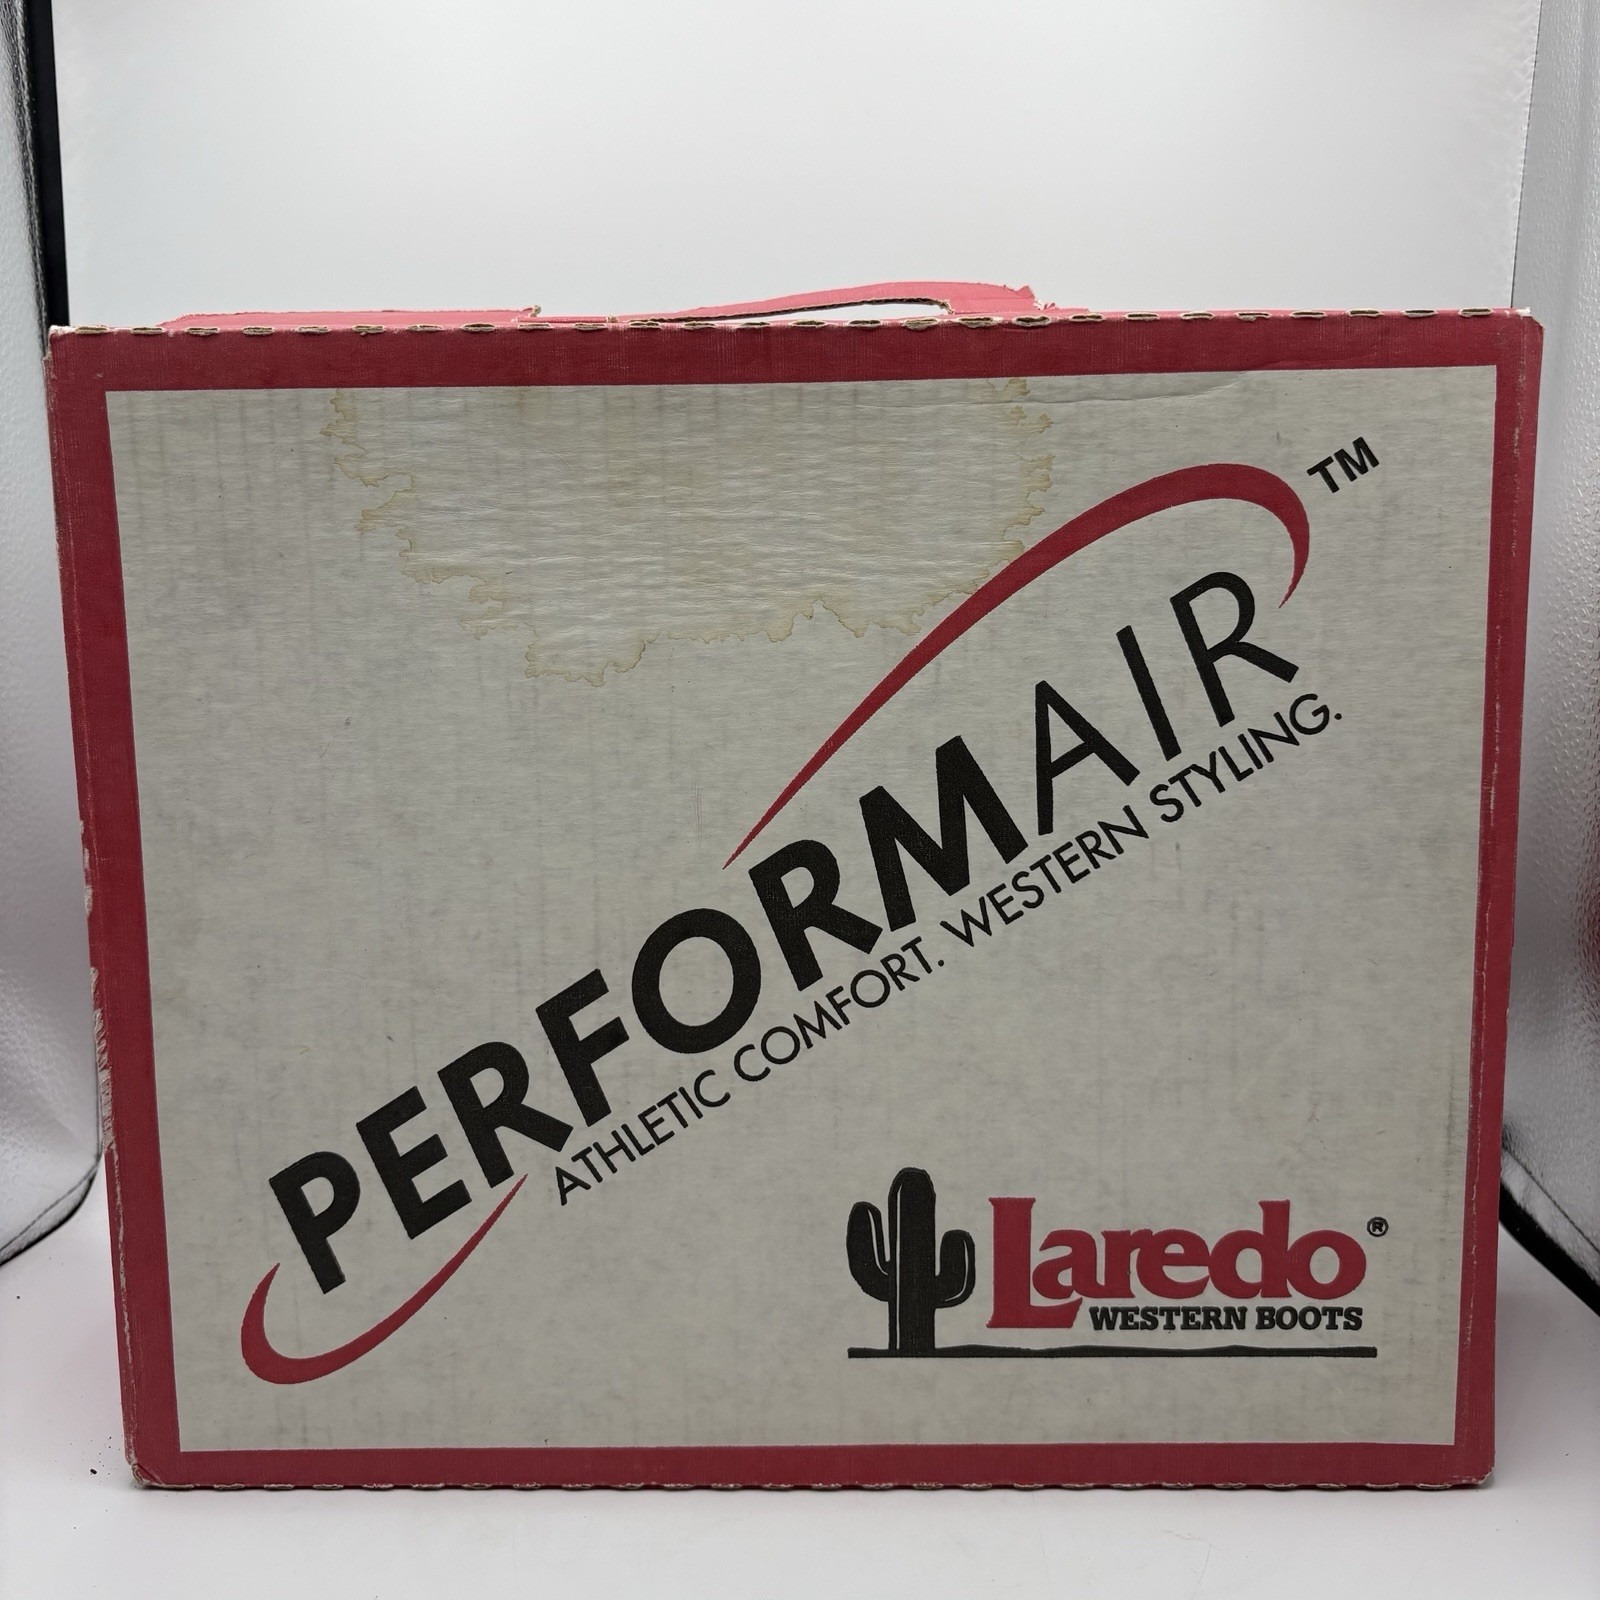 PERFORMAIR™
ATHLETIC COMFORT. WESTERN STYLING.
Laredo®
WESTERN BOOTS